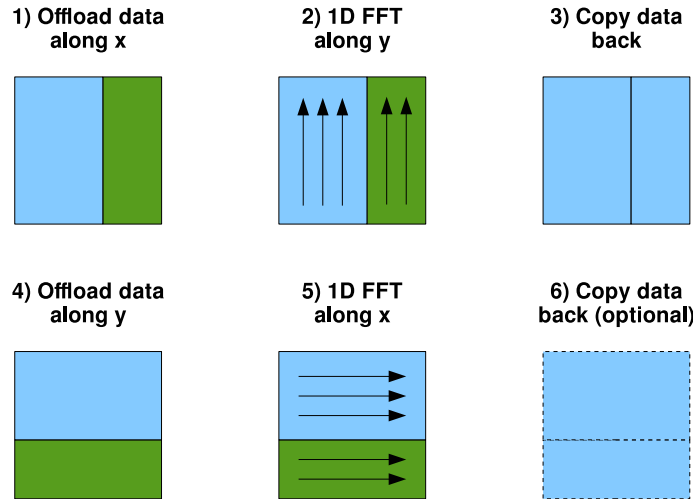 1) Offload data
along x
2) 1D FFT
along y
3) Copy data
back
4) Offload data
along y
5) 1D FFT
along x
6) Copy data
back (optional)